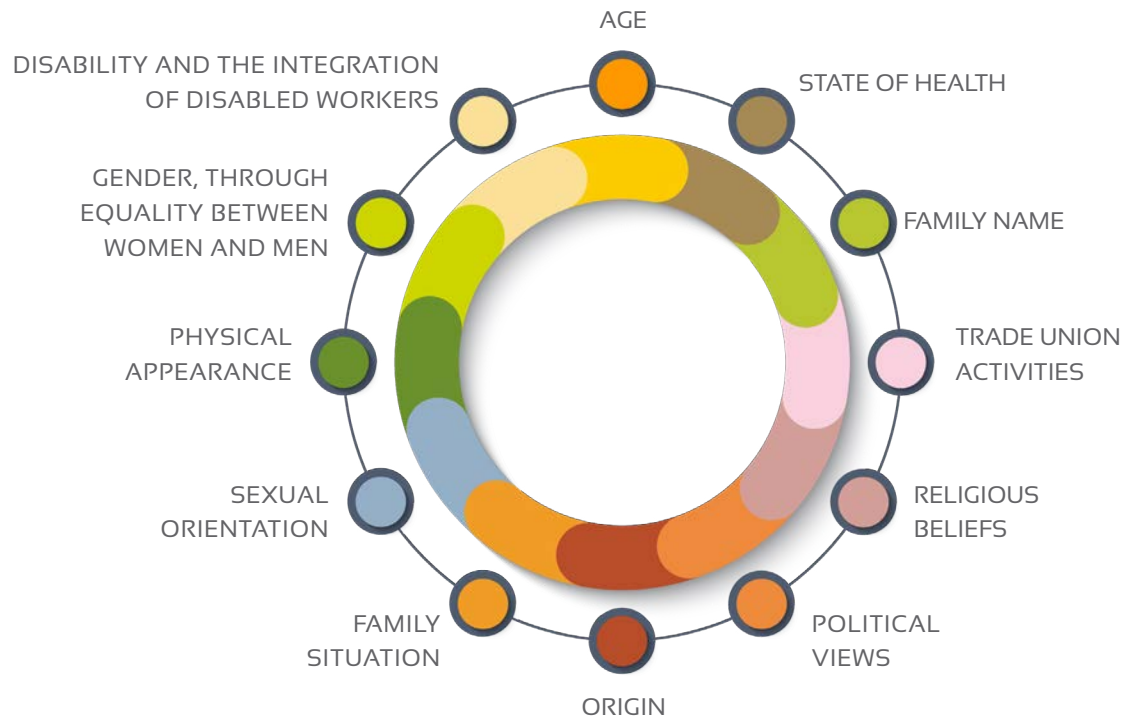 AGE
STATE OF HEALTH
FAMILY NAME
TRADE UNION
ACTIVITIES
RELIGIOUS
BELIEFS
POLITICAL
VIEWS
ORIGIN
FAMILY
SITUATION
SEXUAL
ORIENTATION
PHYSICAL
APPEARANCE
GENDER, THROUGH
EQUALITY BETWEEN
WOMEN AND MEN
DISABILITY AND THE INTEGRATION
OF DISABLED WORKERS